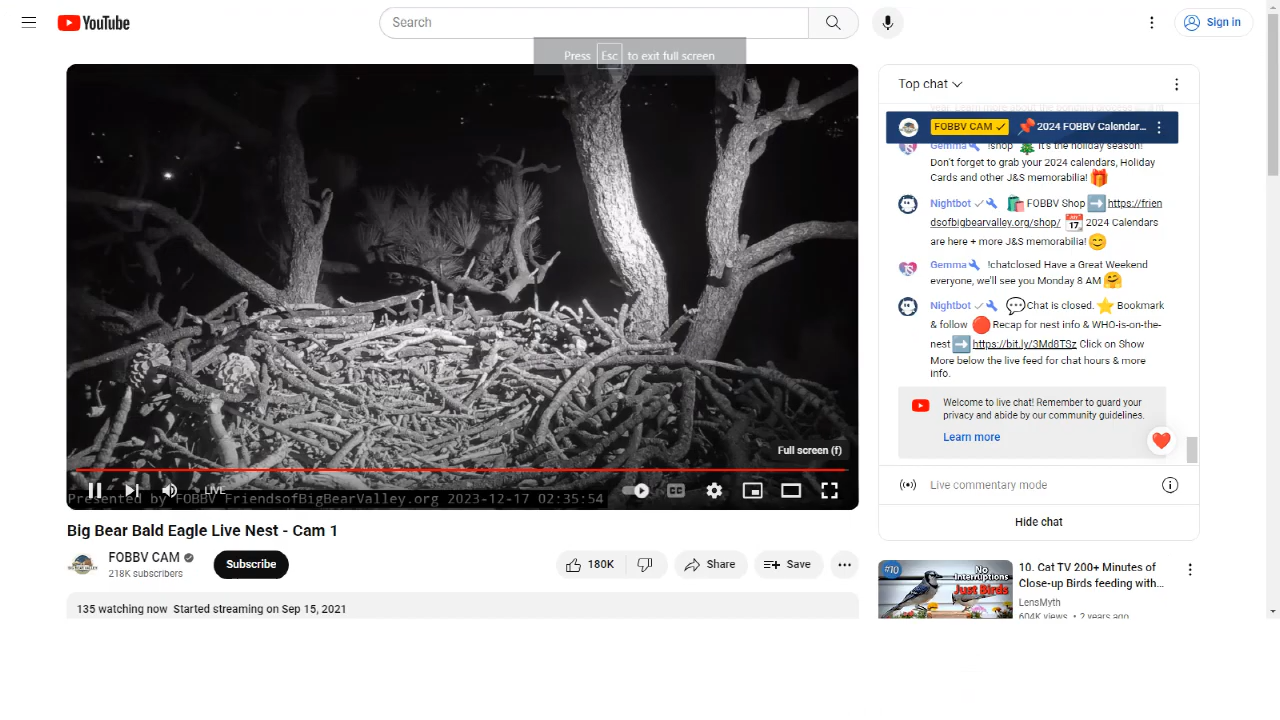 YouTube
Search
Sign in
Press Esc to exit full screen
Top chat
FOBBV CAM 2024 FOBBV Calendar...
Gemma !shop It's the holiday season!
Don't forget to grab your 2024 calendars, Holiday
Cards and other J&S memorabilia!
Nightbot FOBBV Shop https://frien
dsofbigbearvalley.org/shop/ 2024 Calendars
are here + more J&S memorabilia!
Gemma !chatclosed Have a Great Weekend
everyone, we'll see you Monday 8 AM
Nightbot Chat is closed. Bookmark
& follow Recap for nest info & WHO-is-on-the-
nest https://bit.ly/3Md8TSz Click on Show
More below the live feed for chat hours & more
info.
Welcome to live chat! Remember to guard your
privacy and abide by our community guidelines.
Learn more
Live commentary mode
Hide chat
Full screen (f)
LIVE
CC
Presented by FOBBV FriendsofBigBearValley.org 2023-12-17 02:35:54
Big Bear Bald Eagle Live Nest - Cam 1
FOBBV CAM
218K subscribers
Subscribe
180K
Share
Save
135 watching now Started streaming on Sep 15, 2021
#10
No
Interruptions
Just Birds
10. Cat TV 200+ Minutes of
Close-up Birds feeding with...
LensMyth
604K views • 2 years ago